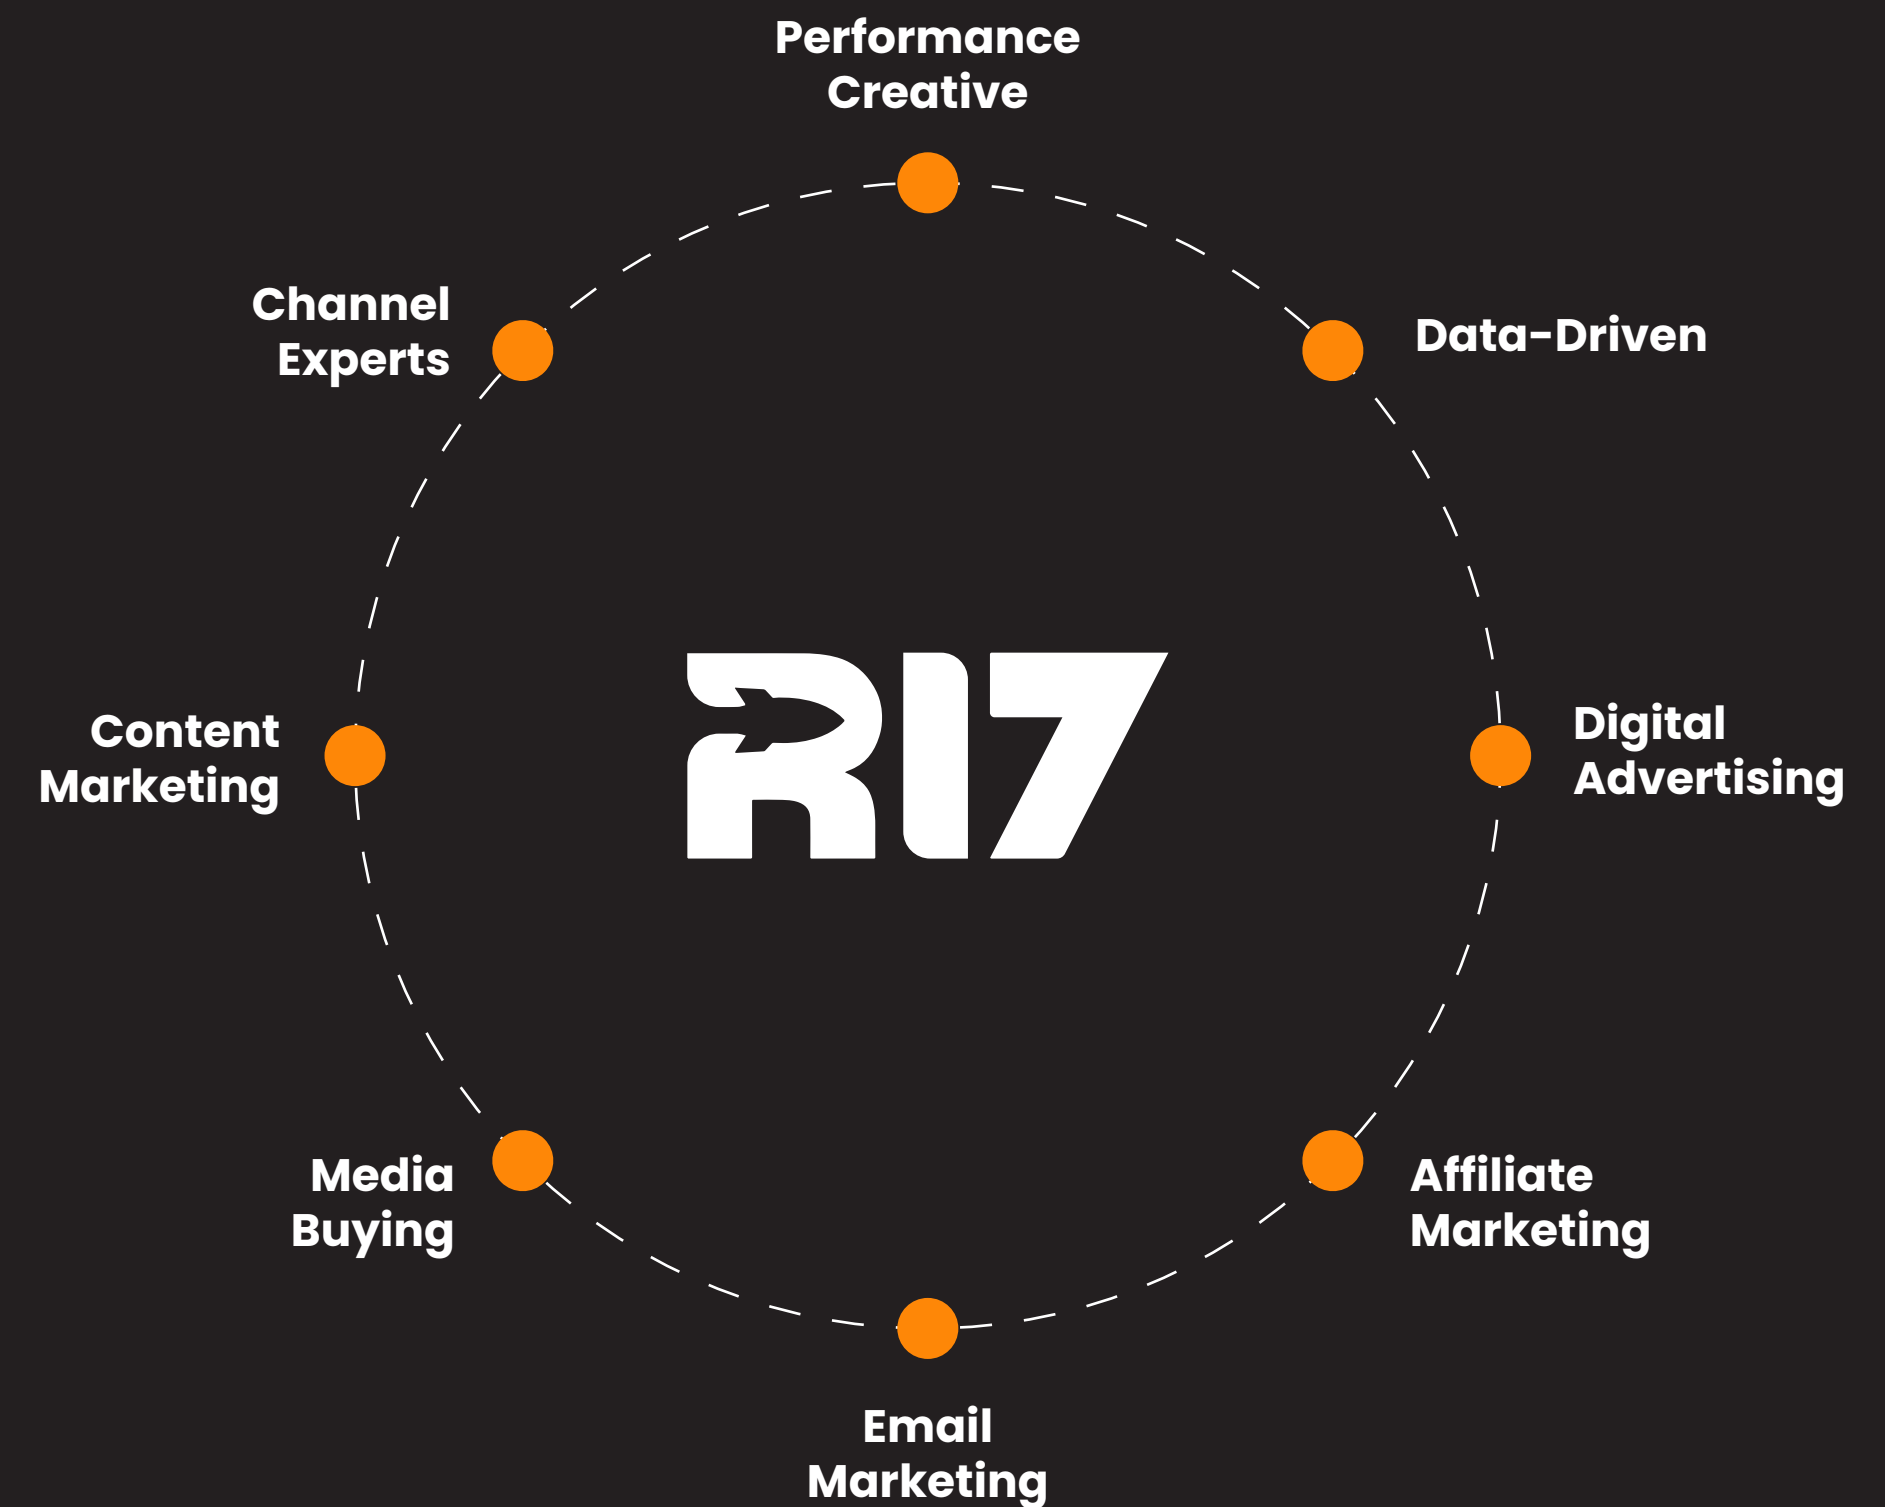 Performance
Creative
Channel
Experts
Data-Driven
R17
Content
Marketing
Digital
Advertising
Media
Buying
Affiliate
Marketing
Email
Marketing